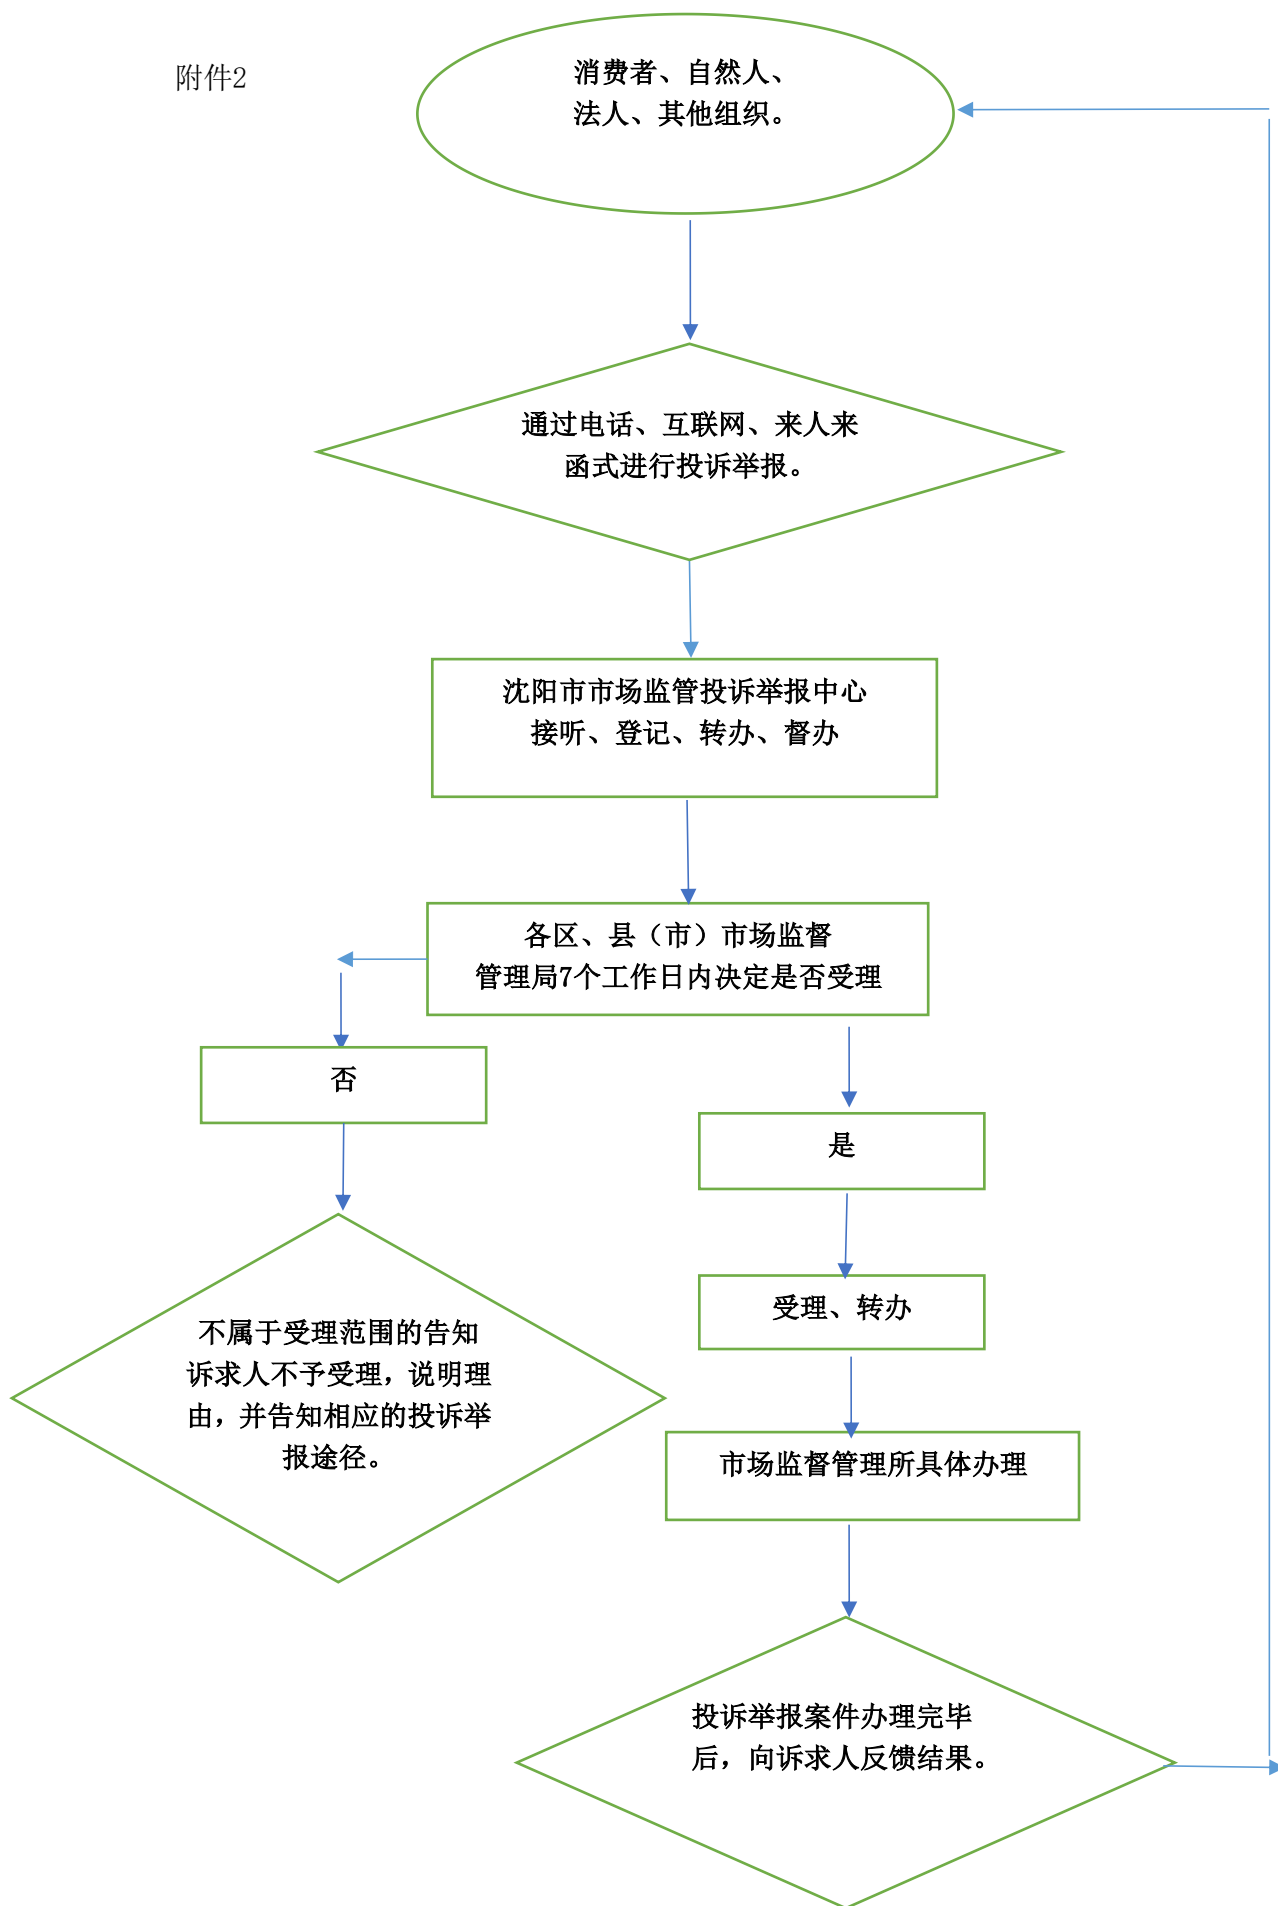 附件2
消费者、自然人、
法人、其他组织。
通过电话、互联网、来人来
函式进行投诉举报。
沈阳市市场监管投诉举报中心
接听、登记、转办、督办
各区、县（市）市场监督
管理局7个工作日内决定是否受理
否
是
受理、转办
不属于受理范围的告知
诉求人不予受理，说明理
由，并告知相应的投诉举
报途径。
市场监督管理所具体办理
投诉举报案件办理完毕
后，向诉求人反馈结果。